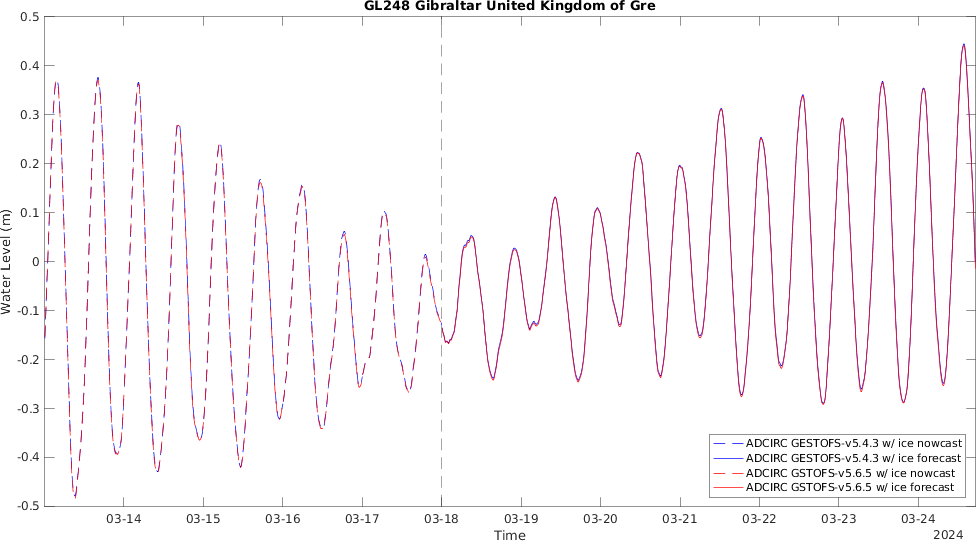 GL248 Gibraltar United Kingdom of Gre
0.5
0.4
0.3
0.2
0.1
0
-0.1
-0.2
-0.3
-0.4
-0.5
Water Level (m)
ADCIRC GESTOFS-v5.4.3 w/ ice nowcast
ADCIRC GESTOFS-v5.4.3 w/ ice forecast
ADCIRC GSTOFS-v5.6.5 w/ ice nowcast
ADCIRC GSTOFS-v5.6.5 w/ ice forecast
03-14 03-15 03-16 03-17 03-18 03-19 03-20 03-21 03-22 03-23 03-24
Time
2024